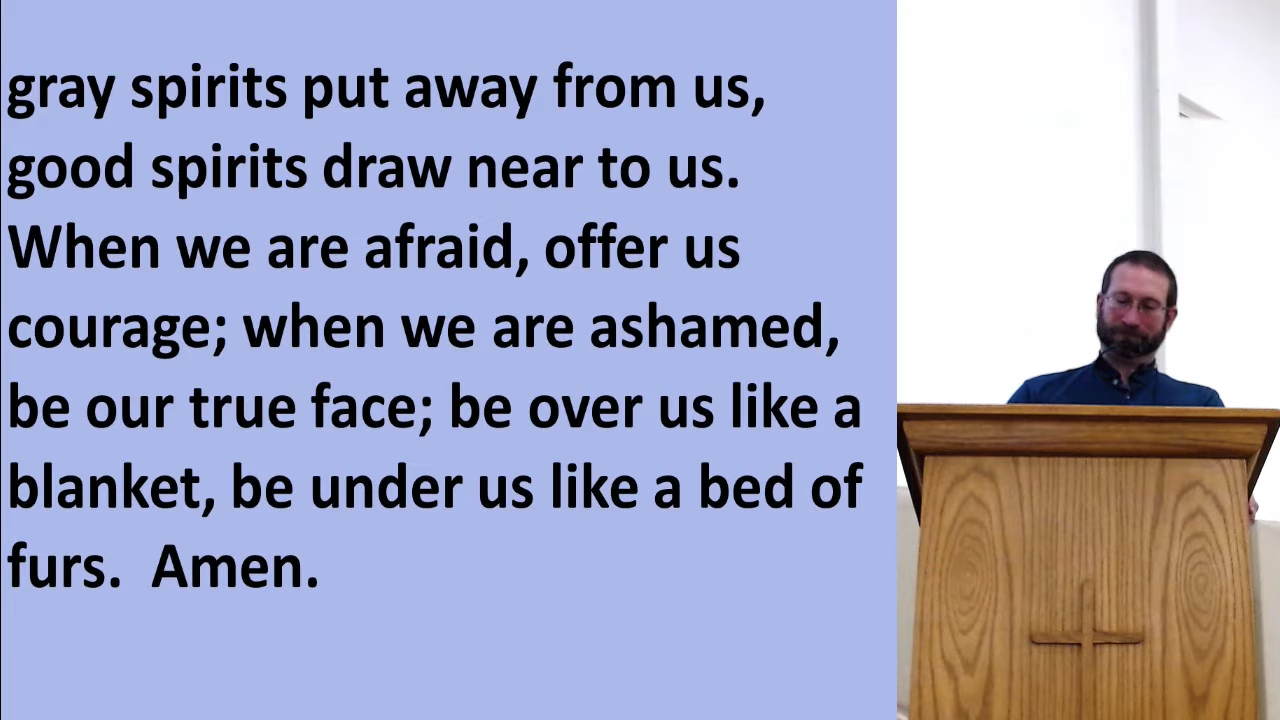 gray spirits put away from us,
good spirits draw near to us.
When we are afraid, offer us
courage; when we are ashamed,
be our true face; be over us like a
blanket, be under us like a bed of
furs.  Amen.